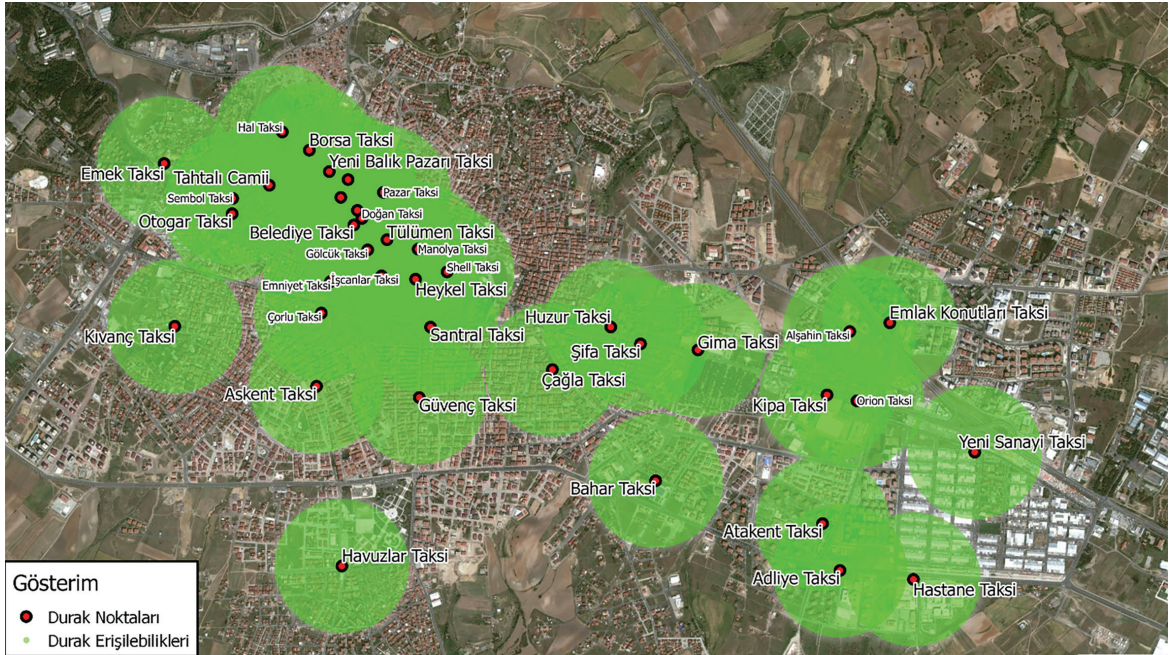 Hal Taksi
Borsa Taksi
Yeni Balık Pazarı Taksi
Emek Taksi
Tahtalı Camii
Pazar Taksi
Sembol Taksi
Otogar Taksi
Doğan Taksi
Belediye Taksi
Tülümen Taksi
Gölcük Taksi
Manolya Taksi
Shell Taksi
Emniyet Taksi
İşcanlar Taksi
Heykel Taksi
Çorlu Taksi
Kıvanç Taksi
Santral Taksi
Huzur Taksi
Şifa Taksi
Gima Taksi
Çağla Taksi
Emlak Konutları Taksi
Alşahin Taksi
Askent Taksi
Güvenç Taksi
Kipa Taksi
Orion Taksi
Yeni Sanayi Taksi
Bahar Taksi
Atakent Taksi
Havuzlar Taksi
Adliye Taksi
Hastane Taksi
Gösterim
Durak Noktaları
Durak Erişilebilikleri